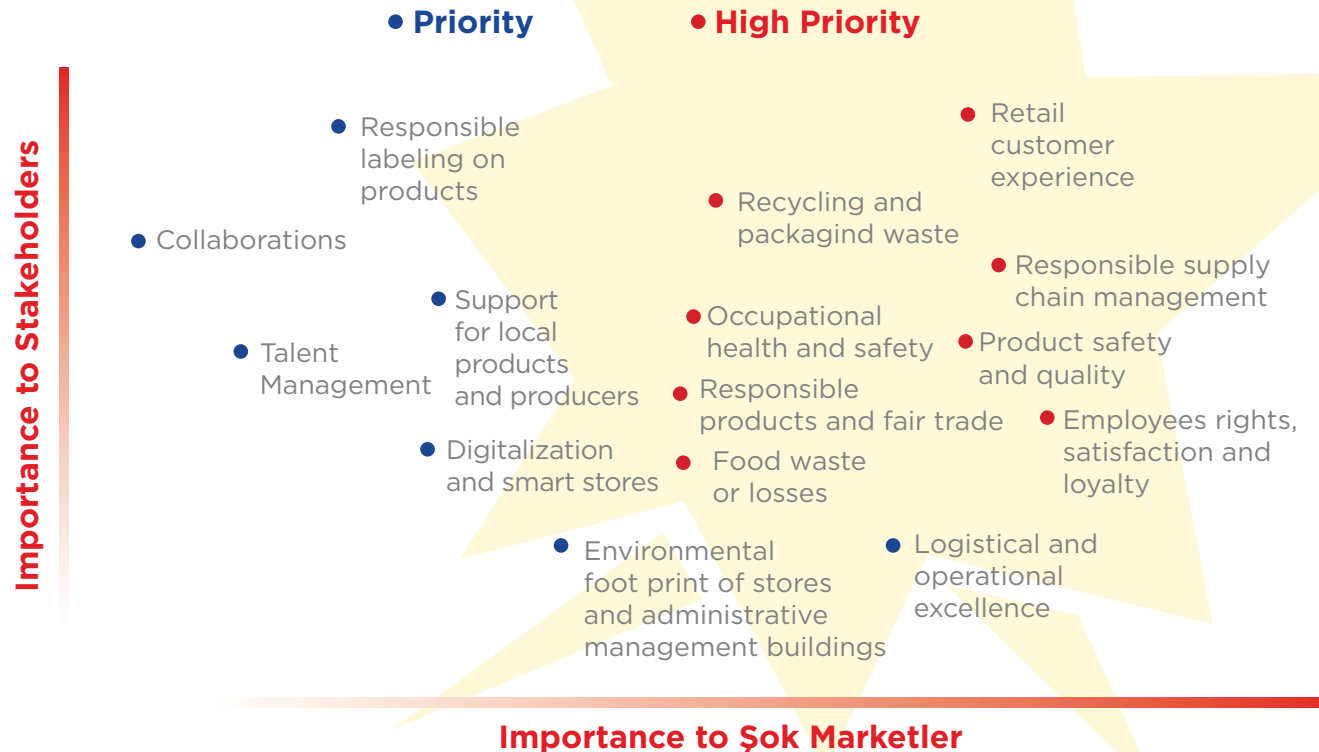 Priority
High Priority
Importance to Stakeholders
Responsible
labeling on
products
Retail
customer
experience
Recycling and
packagind waste
Collaborations
Responsible supply
chain management
Support
for local
products
and producers
Occupational
health and safety
Product safety
and quality
Talent
Management
Responsible
products and fair trade
Employees rights,
satisfaction and
loyalty
Digitalization
and smart stores
Food waste
or losses
Environmental
foot print of stores
and administrative
management buildings
Logistical and
operational
excellence
Importance to Şok Marketler